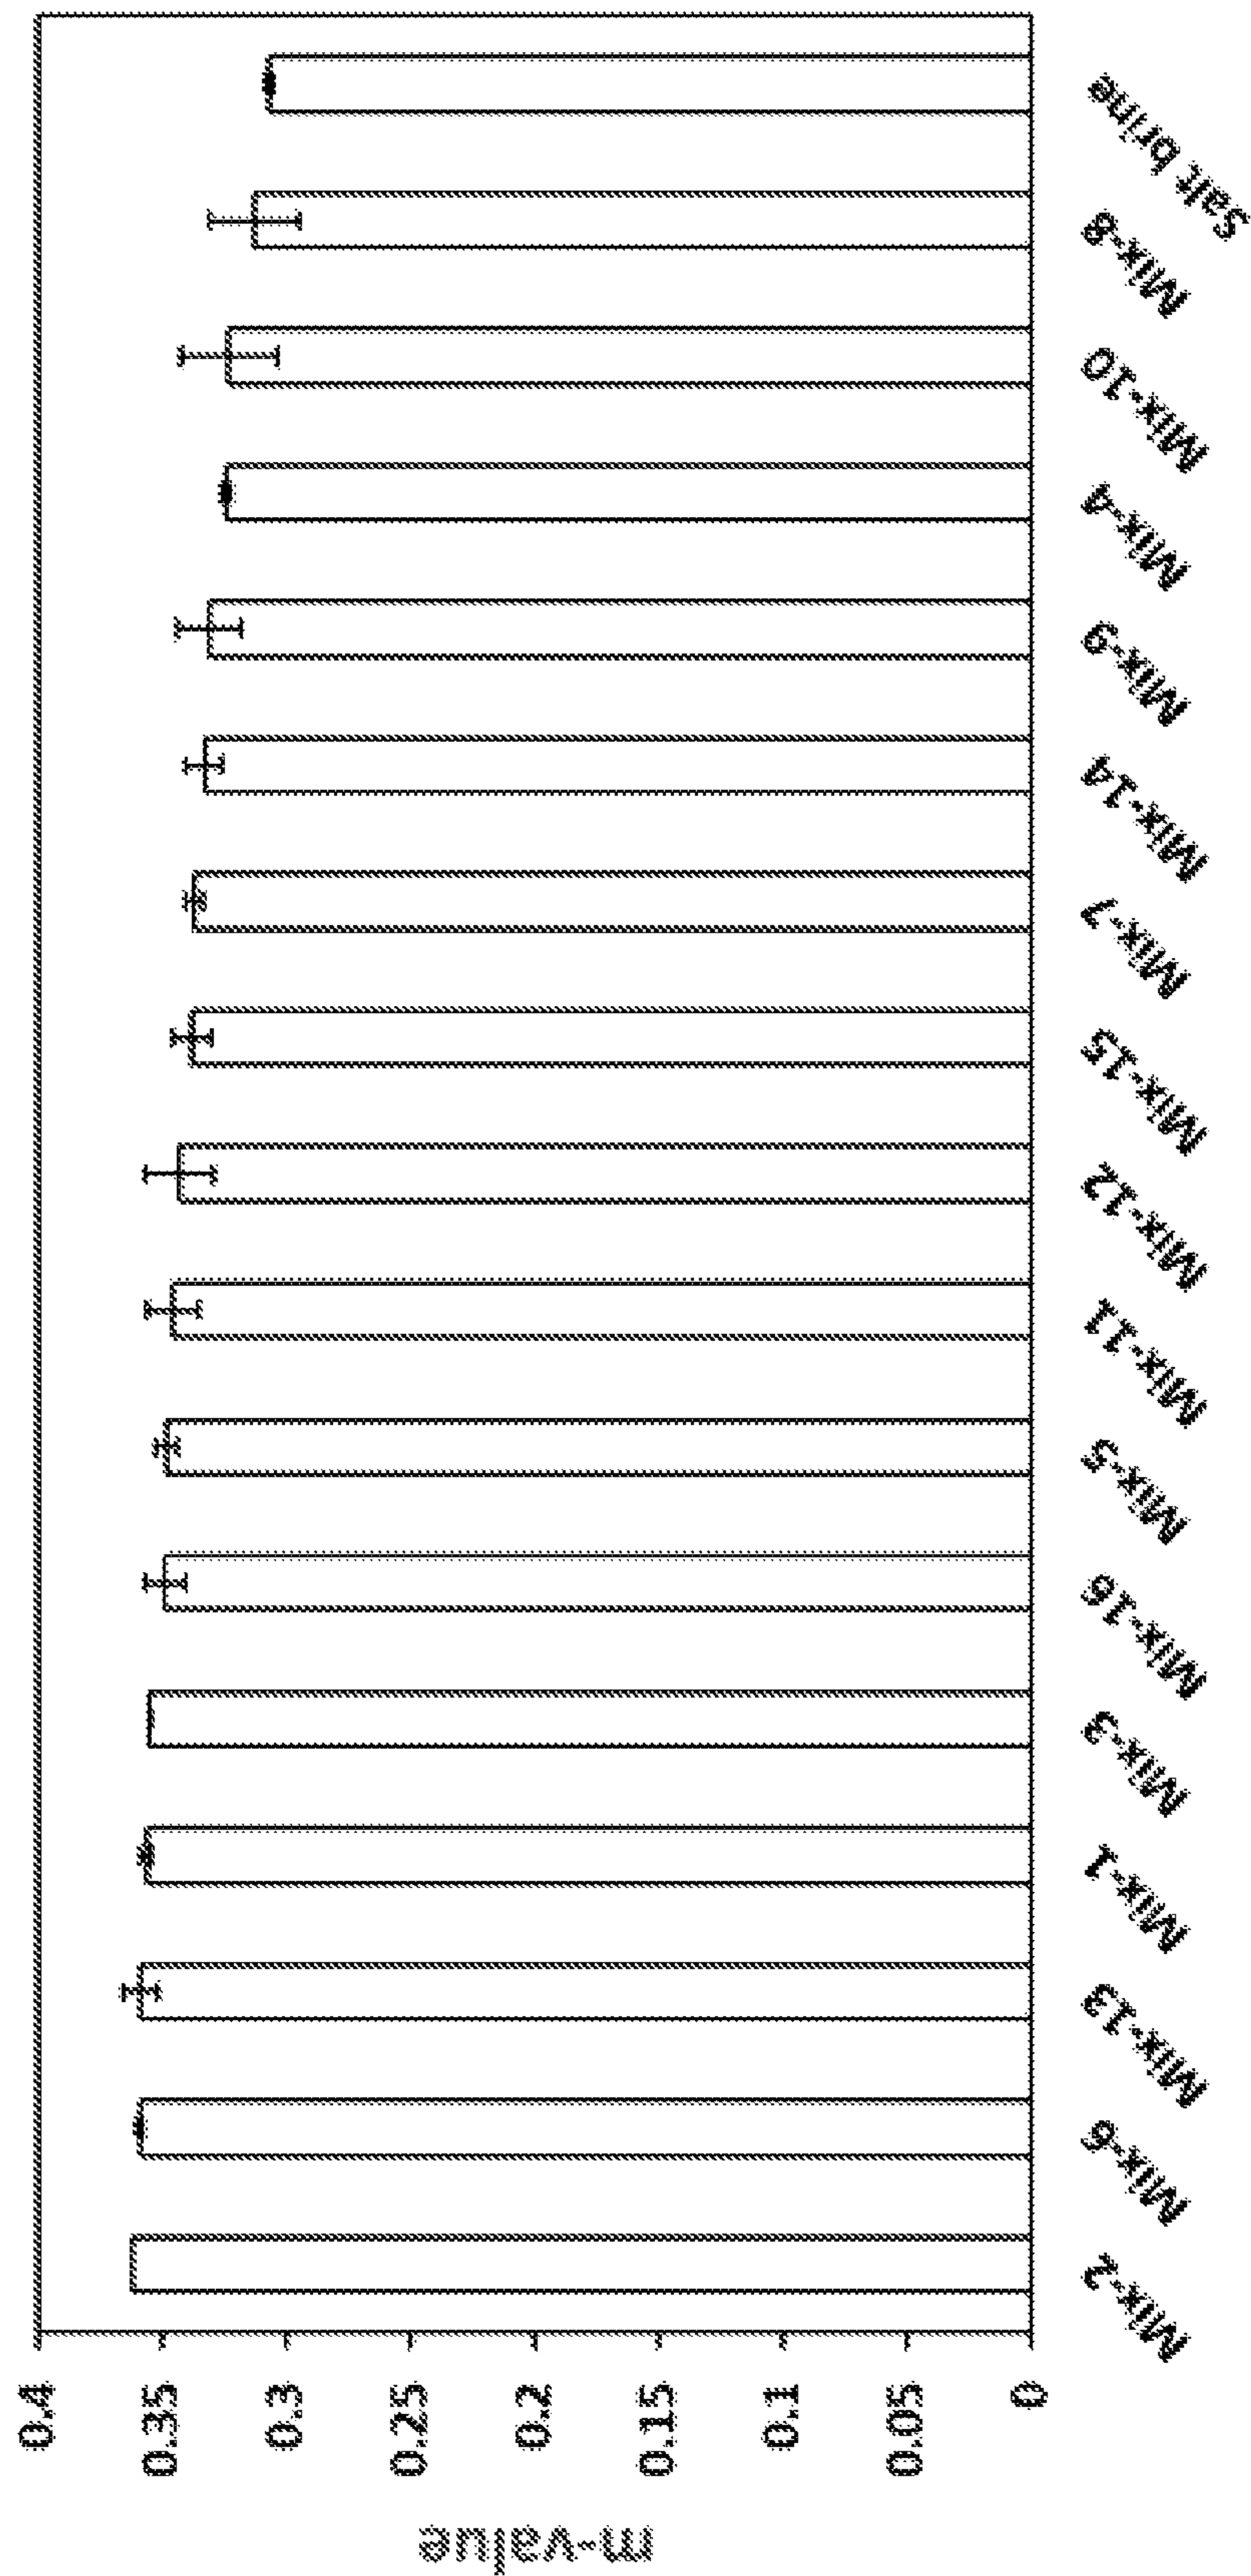 m-value
0.4
0.35
0.3
0.25
0.2
0.15
0.1
0.05
0
Mix-2
Mix-6
Mix-13
Mix-1
Mix-3
Mix-16
Mix-5
Mix-11
Mix-12
Mix-15
Mix-7
Mix-14
Mix-9
Mix-4
Mix-10
Mix-8
Salt brine